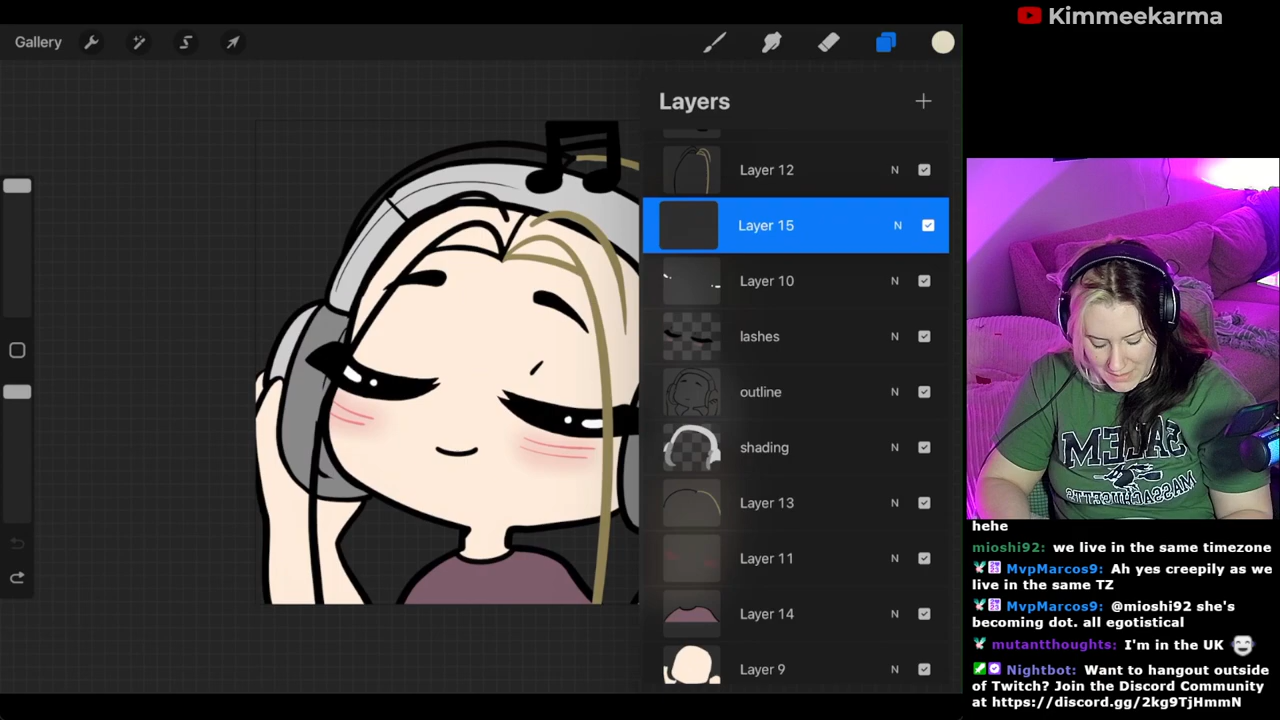 Kimmeekarma
Gallery
Layers
Layer 12 N
Layer 15 N
Layer 10 N
lashes N
outline N
shading N
Layer 13 N
Layer 11 N
Layer 14 N
Layer 9 N
SALEM
MASSACHUSETTS
hehe
mioshi92: we live in the same timezone
MvpMarcos9: Ah yes creepily as we
live in the same TZ
MvpMarcos9: @mioshi92 she's
becoming dot. all egotistical
mutantthoughts: I'm in the UK
Nightbot: Want to hangout outside
of Twitch? Join the Discord Community
at https://discord.gg/2kg9TjHmmN